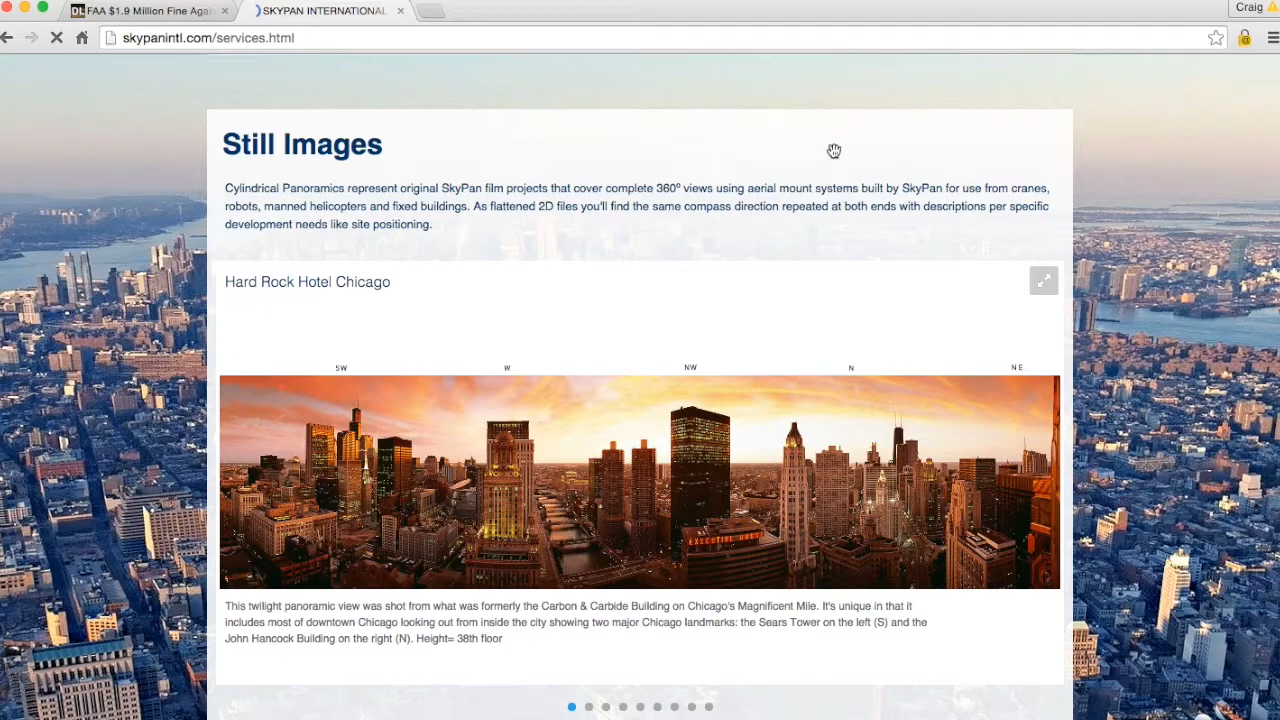 FAA $1.9 Million Fine Agai
SKYPAN INTERNATIONAL
Craig
skypanintl.com/services.html
Still Images
Cylindrical Panoramics represent original SkyPan film projects that cover complete 360º views using aerial mount systems built by SkyPan for use from cranes,
robots, manned helicopters and fixed buildings. As flattened 2D files you'll find the same compass direction repeated at both ends with descriptions per specific
development needs like site positioning.
Hard Rock Hotel Chicago
SW W NW N NE
EXECUTIVE HOUSE
This twilight panoramic view was shot from what was formerly the Carbon & Carbide Building on Chicago's Magnificent Mile. It's unique in that it
includes most of downtown Chicago looking out from inside the city showing two major Chicago landmarks: the Sears Tower on the left (S) and the
John Hancock Building on the right (N). Height= 38th floor